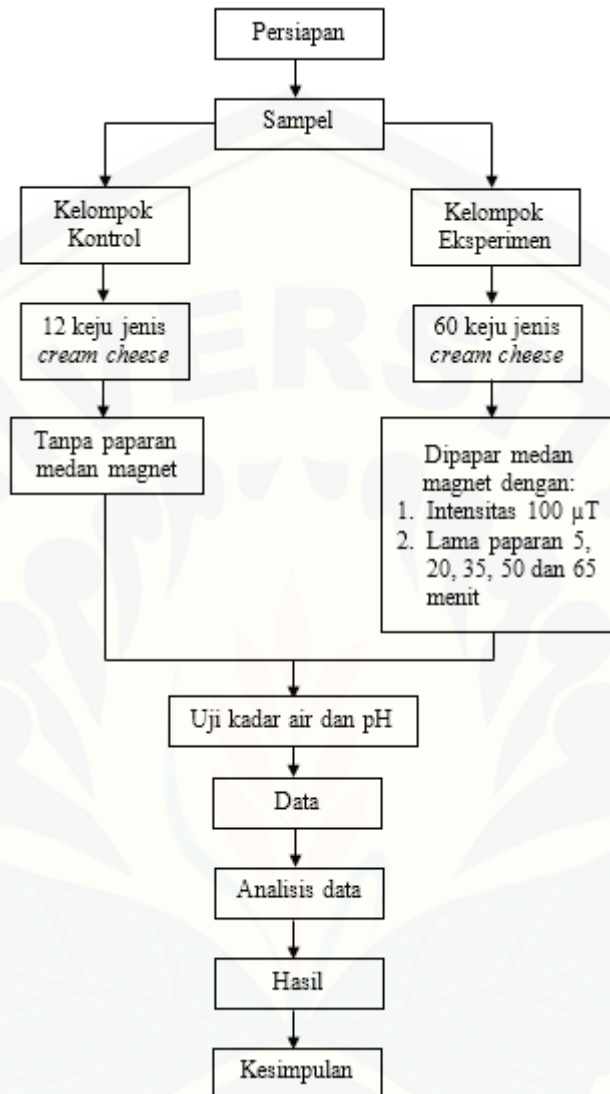 Persiapan
Sampel
Kelompok
Kontrol
Kelompok
Eksperimen
12 keju jenis
cream cheese
60 keju jenis
cream cheese
Tanpa paparan
medan magnet
Dipapar medan
magnet dengan:
1. Intensitas 100 µT
2. Lama paparan 5,
20, 35, 50 dan 65
menit
Uji kadar air dan pH
Data
Analisis data
Hasil
Kesimpulan